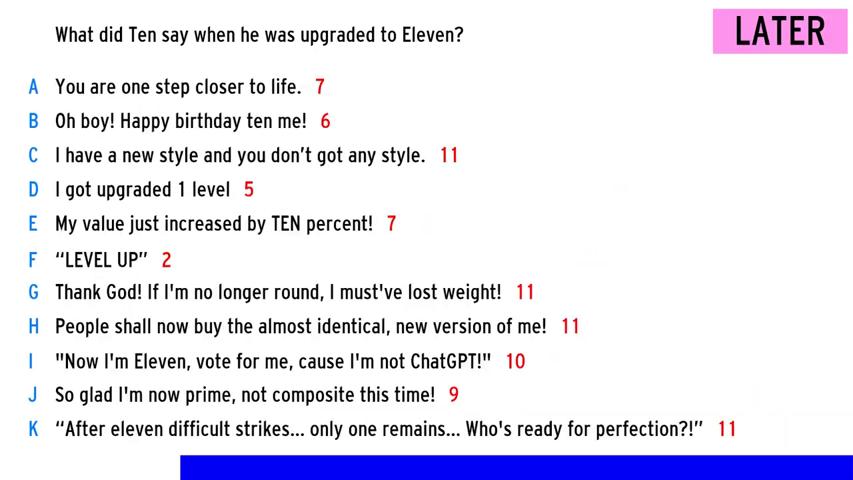 What did Ten say when he was upgraded to Eleven?
LATER
A You are one step closer to life. 7
B Oh boy! Happy birthday ten me! 6
C I have a new style and you don’t got any style. 11
D I got upgraded 1 level 5
E My value just increased by TEN percent! 7
F “LEVEL UP” 2
G Thank God! If I'm no longer round, I must've lost weight! 11
H People shall now buy the almost identical, new version of me! 11
I "Now I'm Eleven, vote for me, cause I'm not ChatGPT!" 10
J So glad I'm now prime, not composite this time! 9
K “After eleven difficult strikes... only one remains... Who's ready for perfection?!” 11